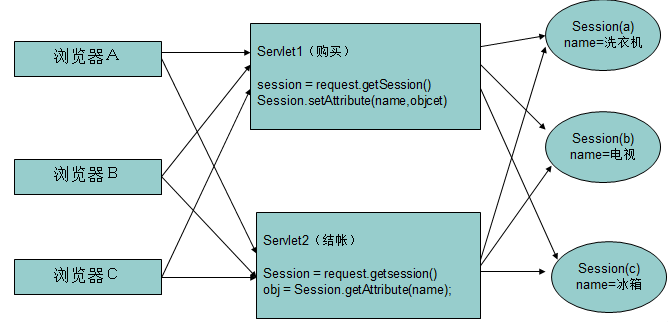 浏览器A
浏览器B
浏览器C
Servlet1（购买）
session = request.getSession()
Session.setAttribute(name,objcet)
Servlet2（结帐）
Session = request.getsession()
obj = Session.getAttribute(name);
Session(a)
name=洗衣机
Session(b)
name=电视
Session(c)
name=冰箱